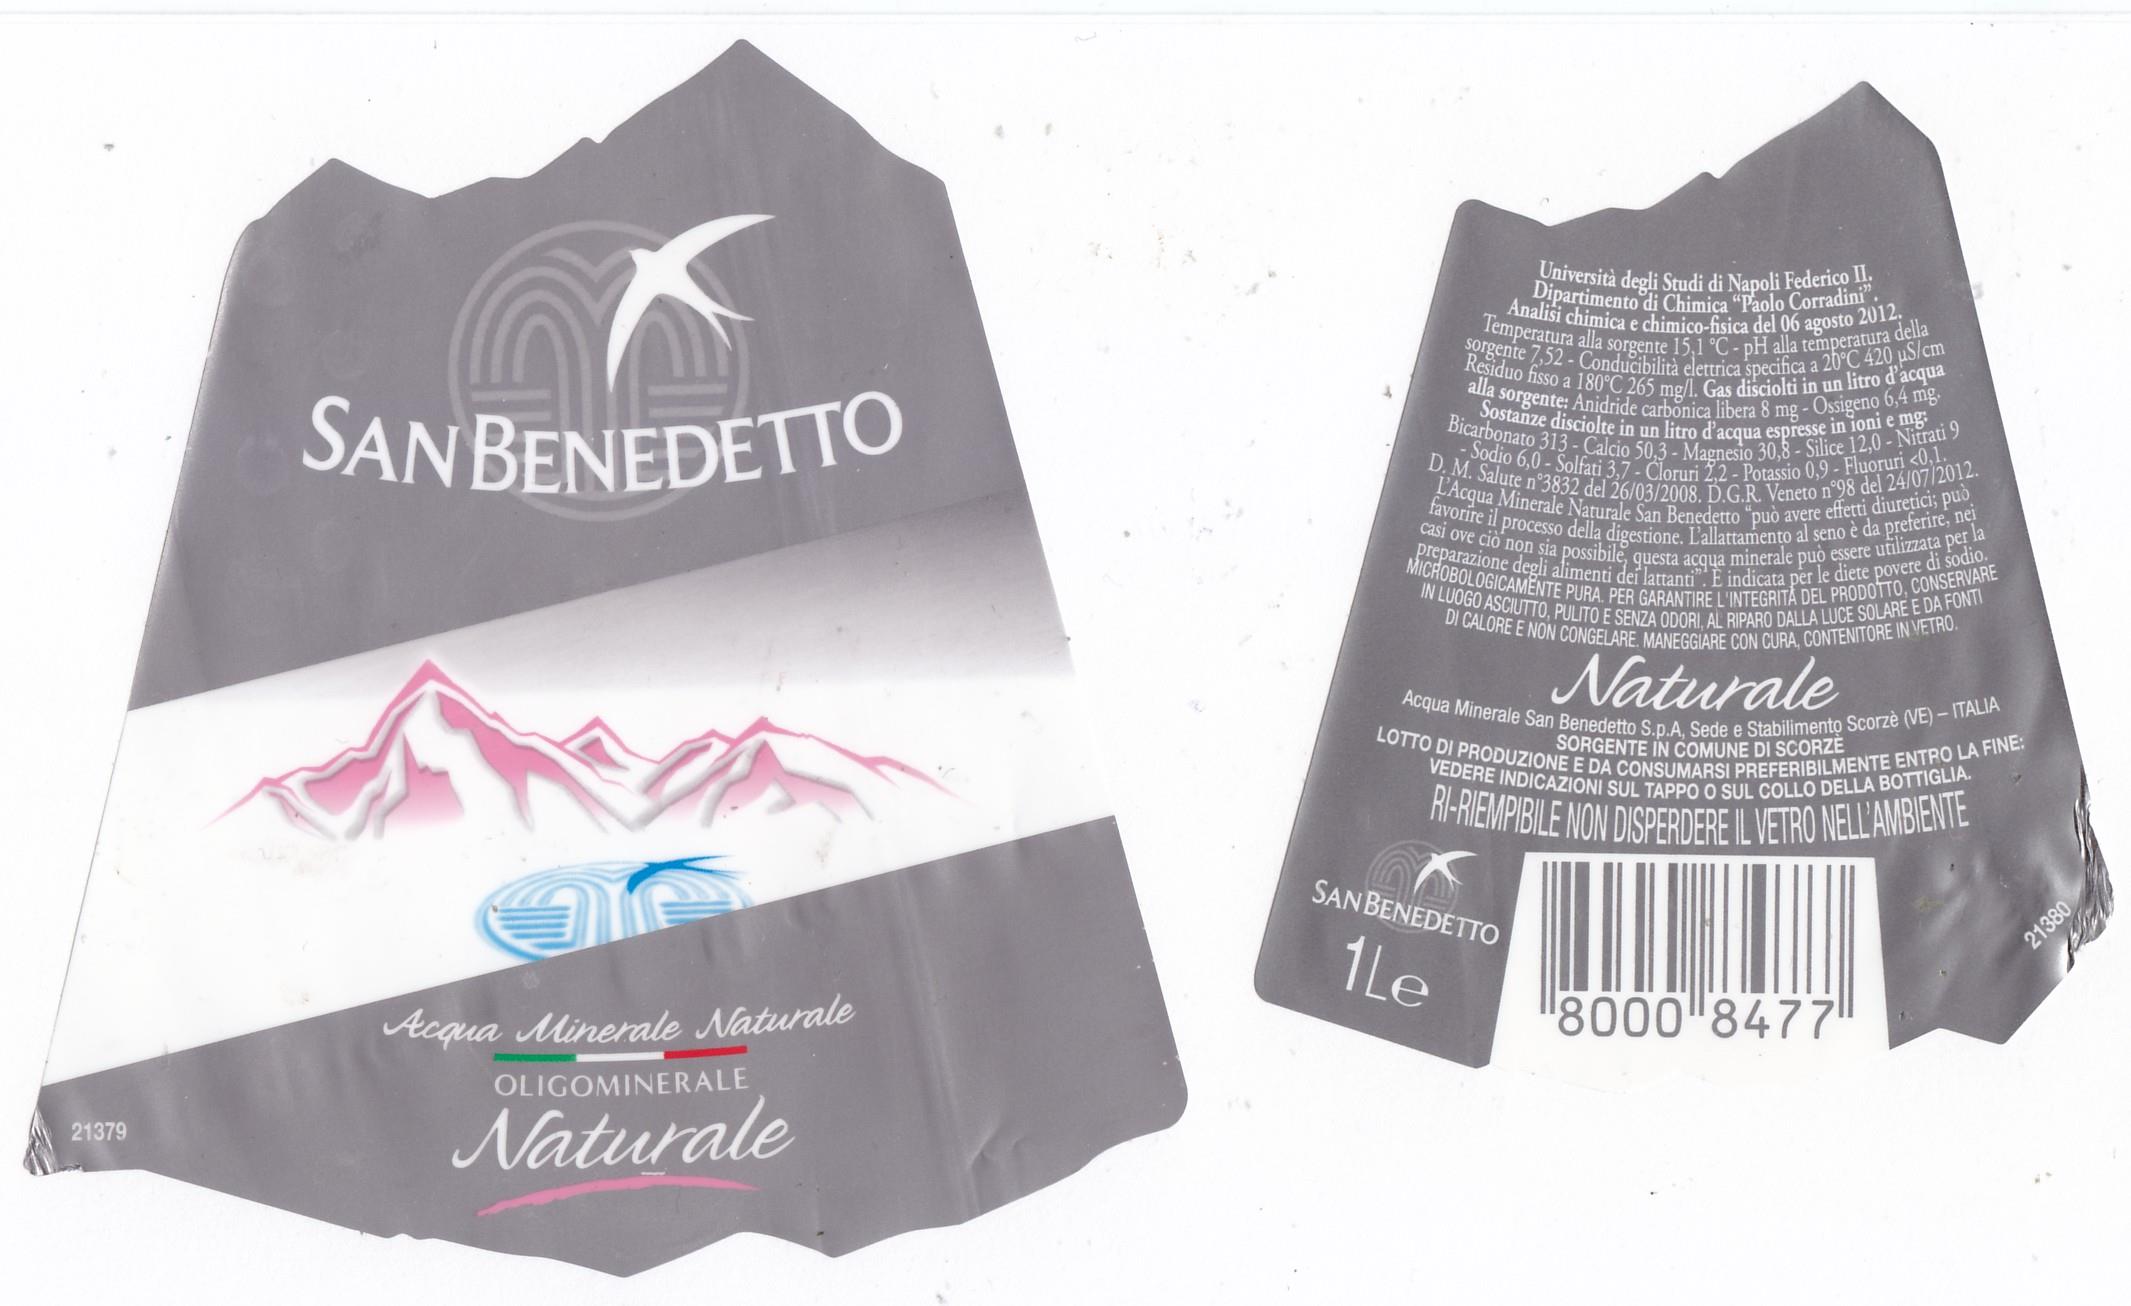 SAN BENEDETTO
Acqua Minerale Naturale
OLIGOMINERALE
Naturale
21379
Università degli Studi di Napoli Federico II.
Dipartimento di Chimica “Paolo Corradini”.
Analisi chimica e chimico-fisica del 06 agosto 2012.
Temperatura alla sorgente 15,1 °C - pH alla temperatura della
sorgente 7,52 - Conducibilità elettrica specifica a 20°C 420 µS/cm
Residuo fisso a 180°C 265 mg/l. Gas disciolti in un litro d’acqua
alla sorgente: Anidride carbonica libera 8 mg - Ossigeno 6,4 mg.
Sostanze disciolte in un litro d’acqua espresse in ioni e mg:
Bicarbonato 313 - Calcio 50,3 - Magnesio 30,8 - Silice 12,0 - Nitrati 9
- Sodio 6,0 - Solfati 3,7 - Cloruri 2,2 - Potassio 0,9 - Fluoruri <0,1.
D. M. Salute n°3832 del 26/03/2008. D.G.R. Veneto n°98 del 24/07/2012.
L’Acqua Minerale Naturale San Benedetto “può avere effetti diuretici; può
favorire il processo della digestione. L’allattamento al seno è da preferire, nei
casi ove ciò non sia possibile, questa acqua minerale può essere utilizzata per la
preparazione degli alimenti dei lattanti”. È indicata per le diete povere di sodio.
MICROBOLOGICAMENTE PURA. PER GARANTIRE L’INTEGRITÀ DEL PRODOTTO, CONSERVARE
IN LUOGO ASCIUTTO, PULITO E SENZA ODORI, AL RIPARO DALLA LUCE SOLARE E DA FONTI
DI CALORE E NON CONGELARE. MANEGGIARE CON CURA, CONTENITORE IN VETRO.
Naturale
Acqua Minerale San Benedetto S.p.A, Sede e Stabilimento Scorzè (VE) – ITALIA
SORGENTE IN COMUNE DI SCORZÈ
LOTTO DI PRODUZIONE E DA CONSUMARSI PREFERIBILMENTE ENTRO LA FINE:
VEDERE INDICAZIONI SUL TAPPO O SUL COLLO DELLA BOTTIGLIA.
RI-RIEMPIBILE NON DISPERDERE IL VETRO NELL’AMBIENTE
SAN BENEDETTO
1Le
8000 8477
21380